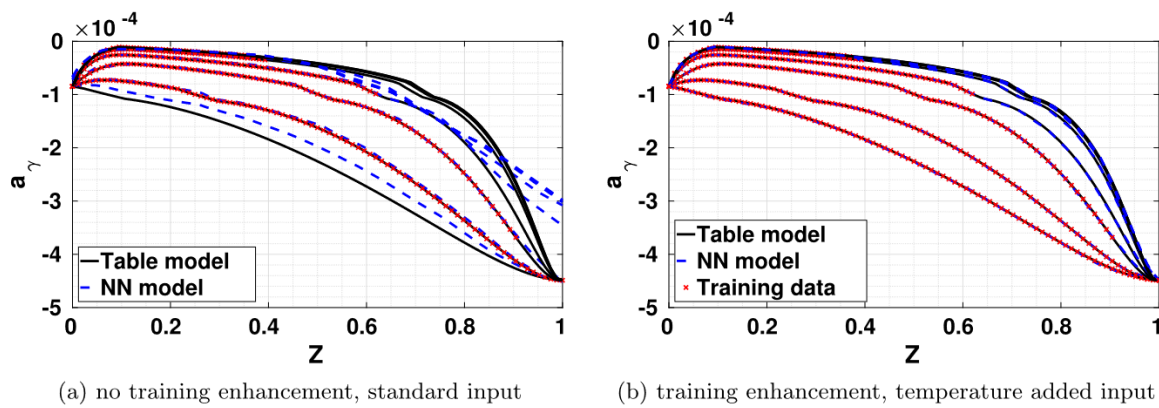 × 10 -4
0
-1
-2
-3
-4
-5
a γ
0 0.2 0.4 0.6 0.8 1
Z
Table model
NN model
(a) no training enhancement, standard input
× 10 -4
0
-1
-2
-3
-4
-5
a γ
0 0.2 0.4 0.6 0.8 1
Z
Table model
NN model
Training data
(b) training enhancement, temperature added input